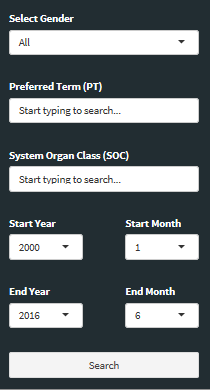 Select Gender
All
Preferred Term (PT)
Start typing to search...
System Organ Class (SOC)
Start typing to search...
Start Year Start Month
2000 1
End Year End Month
2016 6
Search